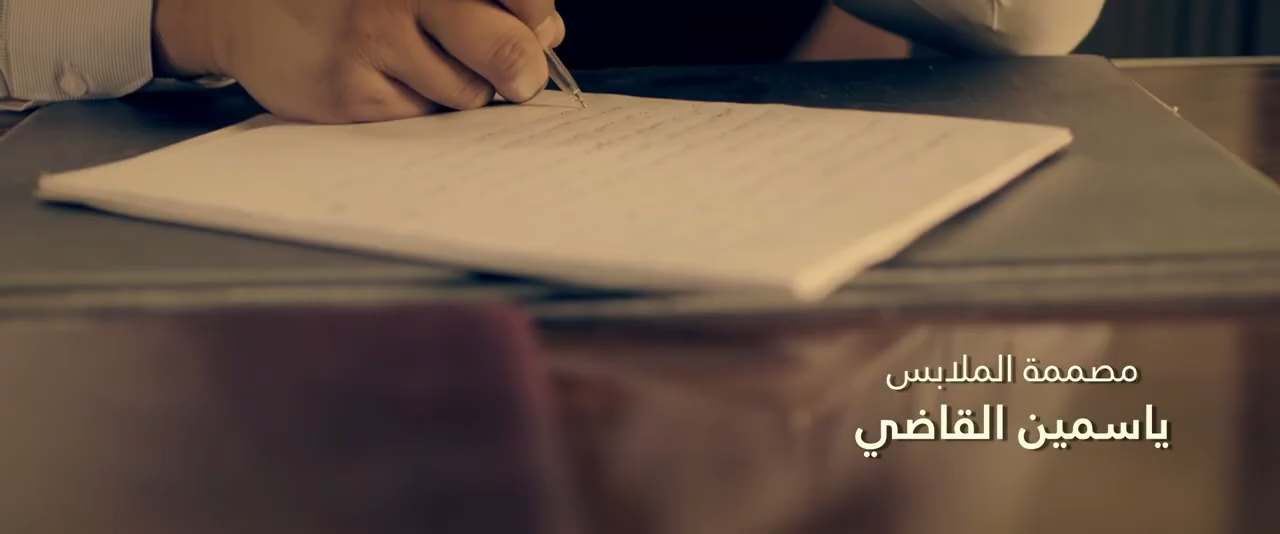 مصممة الملابس
ياسمين القاضي